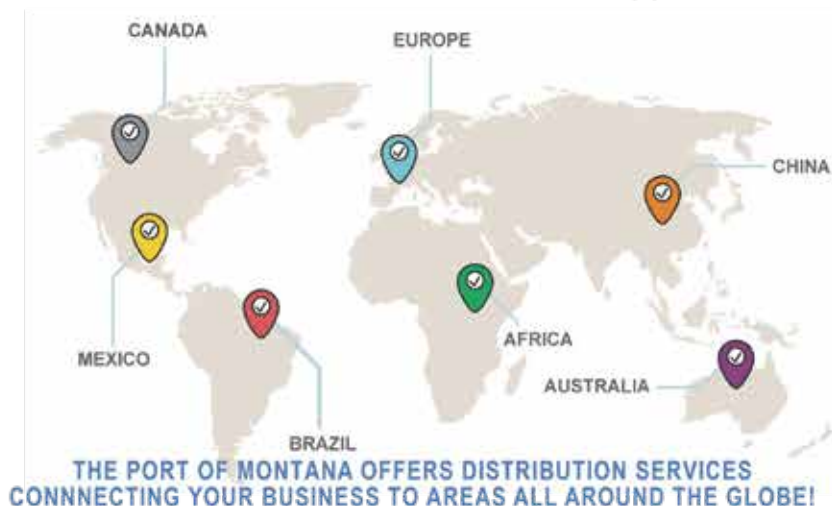 CANADA
EUROPE
CHINA
MEXICO
AFRICA
AUSTRALIA
BRAZIL
THE PORT OF MONTANA OFFERS DISTRIBUTION SERVICES
CONNNECTING YOUR BUSINESS TO AREAS ALL AROUND THE GLOBE!